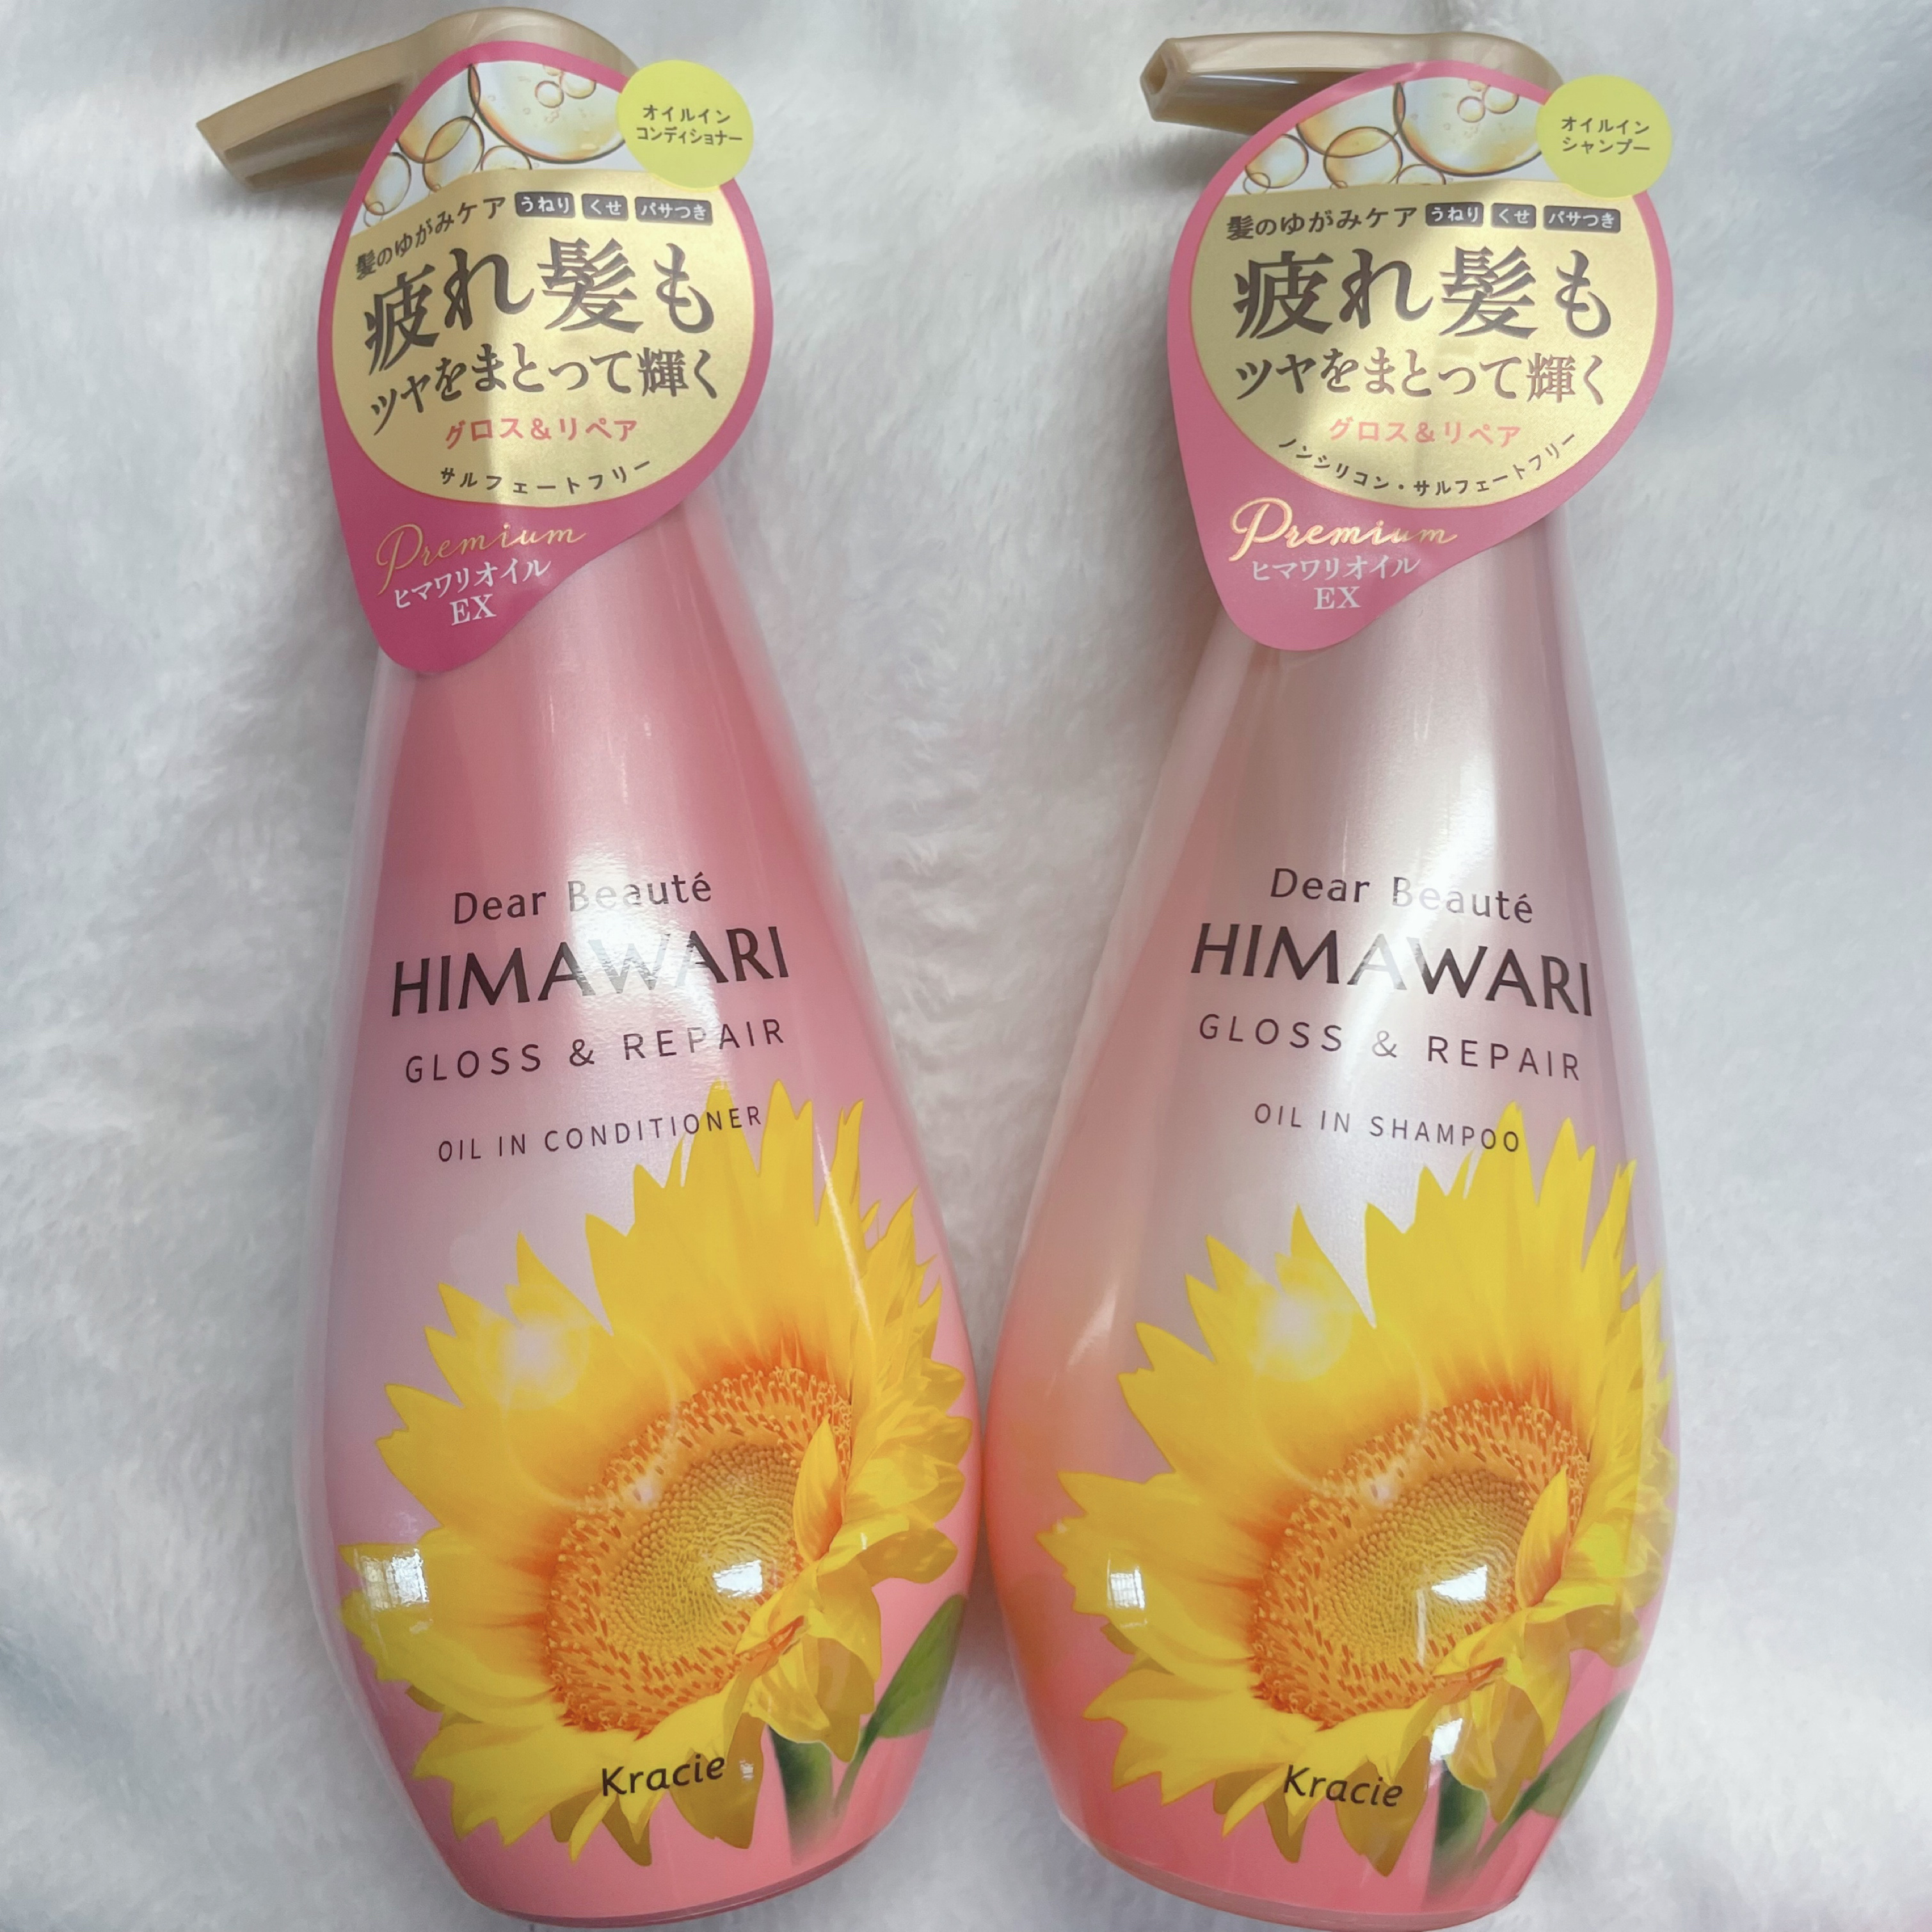 オイルイン
コンディショナー
髪のゆがみケア うねり くせ パサつき
疲れ髪も
ツヤをまとって輝く
グロス&リペア
サルフェートフリー
Premium
ヒマワリオイル
EX
Dear Beauté
HIMAWARI
GLOSS & REPAIR
OIL IN CONDITIONER
Kracie
オイルイン
シャンプー
髪のゆがみケア うねり くせ パサつき
疲れ髪も
ツヤをまとって輝く
グロス&リペア
ノンシリコン・サルフェートフリー
Premium
ヒマワリオイル
EX
Dear Beauté
HIMAWARI
GLOSS & REPAIR
OIL IN SHAMPOO
Kracie